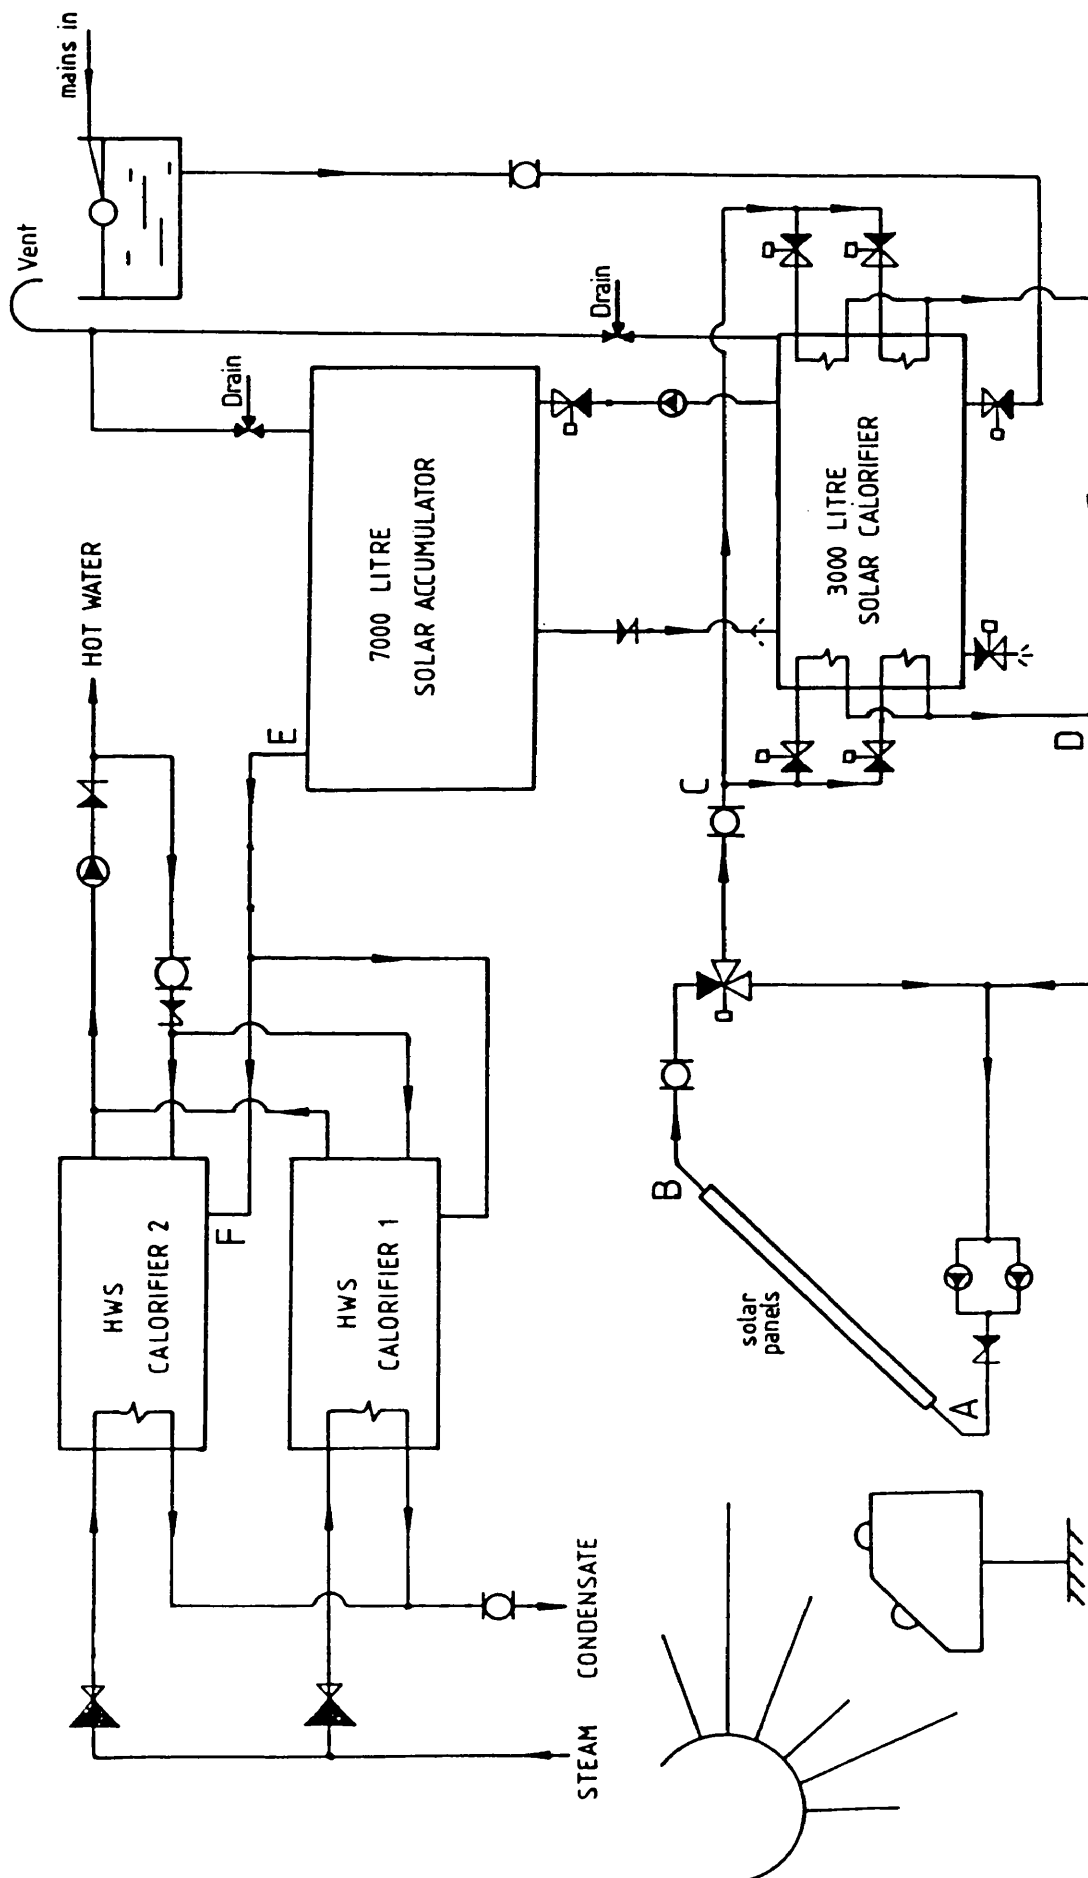 mains in
Vent
Drain
Drain
HOT WATER
7000 LITRE
SOLAR ACCUMULATOR
3000 LITRE
SOLAR CALORIFIER
E
C
D
HWS
CALORIFIER 2
F
HWS
CALORIFIER 1
B
solar
panels
A
CONDENSATE
STEAM